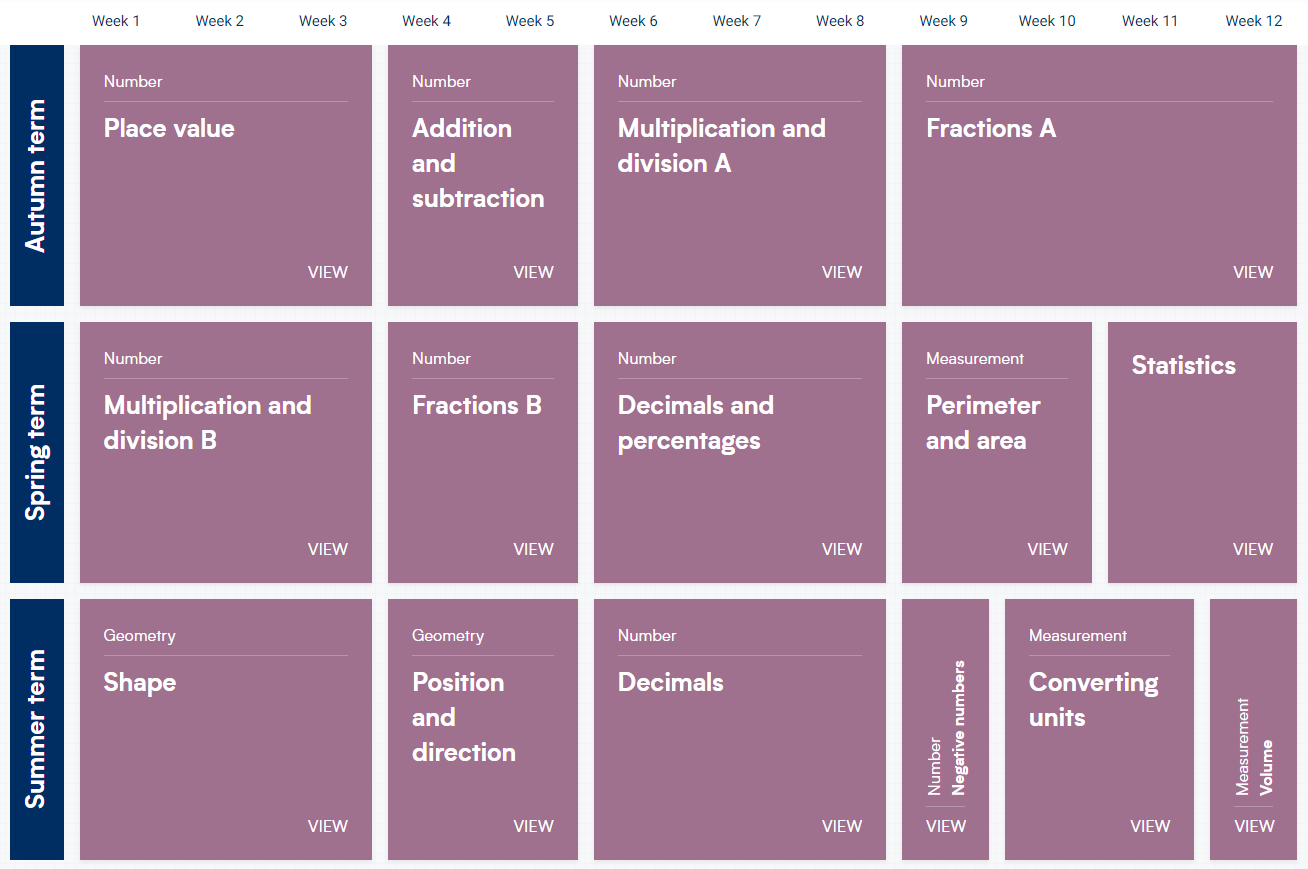 Week 1 Week 2 Week 3 Week 4 Week 5 Week 6 Week 7 Week 8 Week 9 Week 10 Week 11 Week 12
Autumn term
Number
Place value
VIEW
Number
Addition
and
subtraction
VIEW
Number
Multiplication and
division A
VIEW
Number
Fractions A
VIEW
Spring term
Number
Multiplication and
division B
VIEW
Number
Fractions B
VIEW
Number
Decimals and
percentages
VIEW
Measurement
Perimeter
and area
VIEW
Statistics
VIEW
Summer term
Geometry
Shape
VIEW
Geometry
Position
and
direction
VIEW
Number
Decimals
VIEW
Number
Negative numbers
VIEW
Measurement
Converting
units
VIEW
Measurement
Volume
VIEW